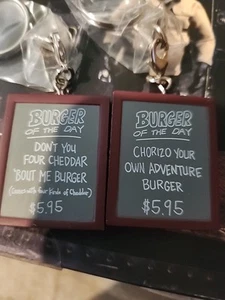 BURGER
OF THE DAY
DON'T YOU
FOUR CHEDDAR
'BOUT ME BURGER
(Comes with Four Kinds of Cheddar)
$5.95
BURGER
OF THE DAY
CHORIZO YOUR
OWN ADVENTURE
BURGER
$5.95